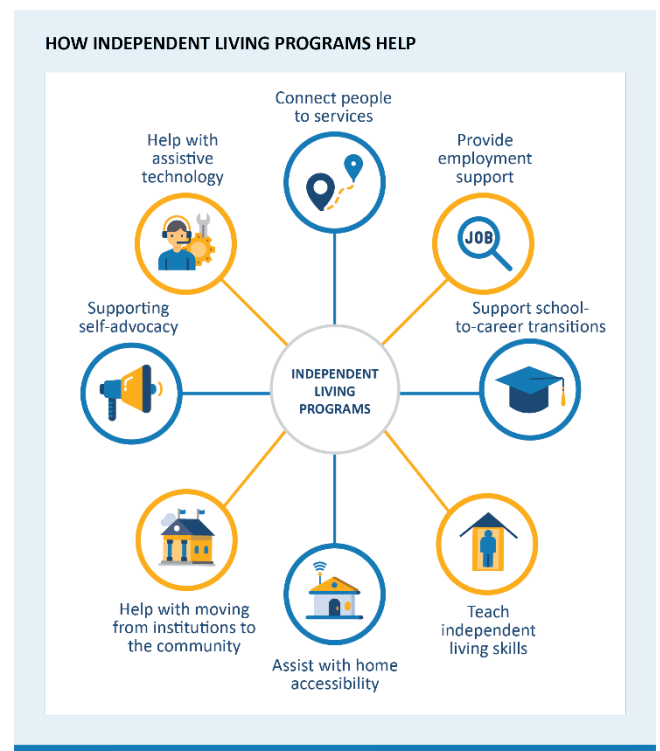 HOW INDEPENDENT LIVING PROGRAMS HELP
Connect people
to services
Help with
assistive
technology
Provide
employment
support
JOB
Supporting
self-advocacy
Support school-
to-career transitions
INDEPENDENT
LIVING
PROGRAMS
Help with moving
from institutions to
the community
Assist with home
accessibility
Teach
independent
living skills